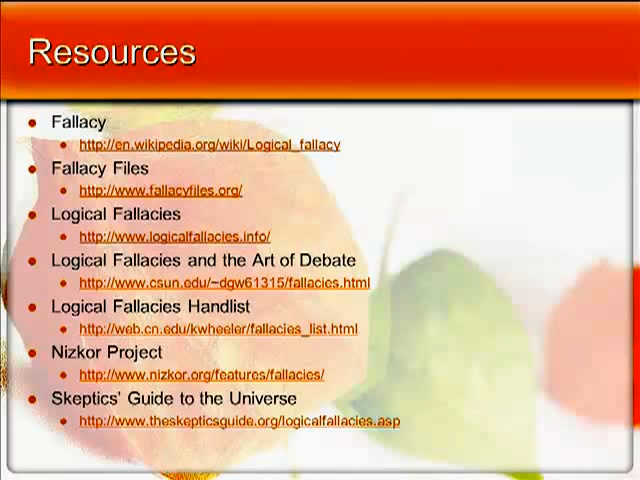 Resources
Fallacy
http://en.wikipedia.org/wiki/Logical_fallacy
Fallacy Files
http://www.fallacyfiles.org/
Logical Fallacies
http://www.logicalfallacies.info/
Logical Fallacies and the Art of Debate
http://www.csun.edu/~dgw61315/fallacies.html
Logical Fallacies Handlist
http://web.cn.edu/kwheeler/fallacies_list.html
Nizkor Project
http://www.nizkor.org/features/fallacies/
Skeptics' Guide to the Universe
http://www.theskepticsguide.org/logicalfallacies.asp